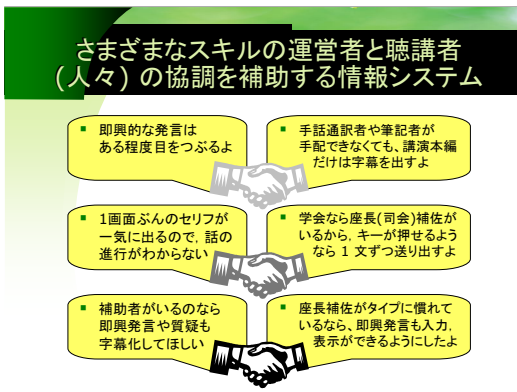 さまざまなスキルの運営者と聴講者
(人々) の協調を補助する情報システム
▪ 即興的な発言は
ある程度目をつぶるよ
▪ 手話通訳者や筆記者が
手配できなくても、講演本編
だけは字幕を出すよ
▪ 1画面ぶんのセリフが
一気に出るので, 話の
進行がわからない
▪ 学会なら座長(司会)補佐が
いるから, キーが押せるよう
なら 1 文ずつ送り出すよ
▪ 補助者がいるのなら
即興発言や質疑も
字幕化してほしい
▪ 座長補佐がタイプに慣れて
いるなら、即興発言も入力,
表示ができるようにしたよ